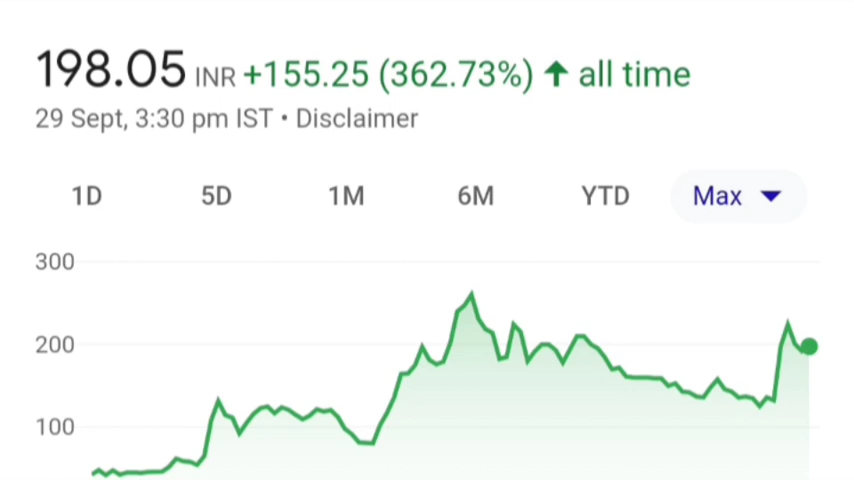 198.05 INR +155.25 (362.73%) ↑ all time
29 Sept, 3:30 pm IST • Disclaimer
1D 5D 1M 6M YTD Max
300
200
100